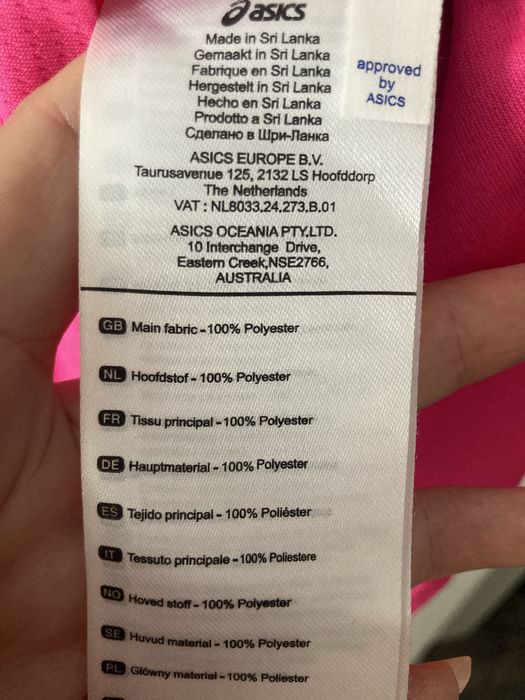 asics
Made in Sri Lanka
Gemaakt in Sri Lanka
Fabrique en Sri Lanka
Hergestelt in Sri Lanka
Hecho en Sri Lanka
Prodotto a Sri Lanka
Сделано в Шри-Ланка
approved
by
ASICS
ASICS EUROPE B.V.
Taurusavenue 125, 2132 LS Hoofddorp
The Netherlands
VAT : NL8033.24.273.B.01
ASICS OCEANIA PTY.LTD.
10 Interchange Drive,
Eastern Creek,NSE2766,
AUSTRALIA
GB Main fabric - 100% Polyester
NL Hoofdstof - 100% Polyester
FR Tissu principal - 100% Polyester
DE Hauptmaterial - 100% Polyester
ES Tejido principal - 100% Poliéster
IT Tessuto principale - 100% Poliestere
NO Hoved stoff - 100% Polyester
SE Huvud material - 100% Polyester
PL Główny material - 100% Poliester